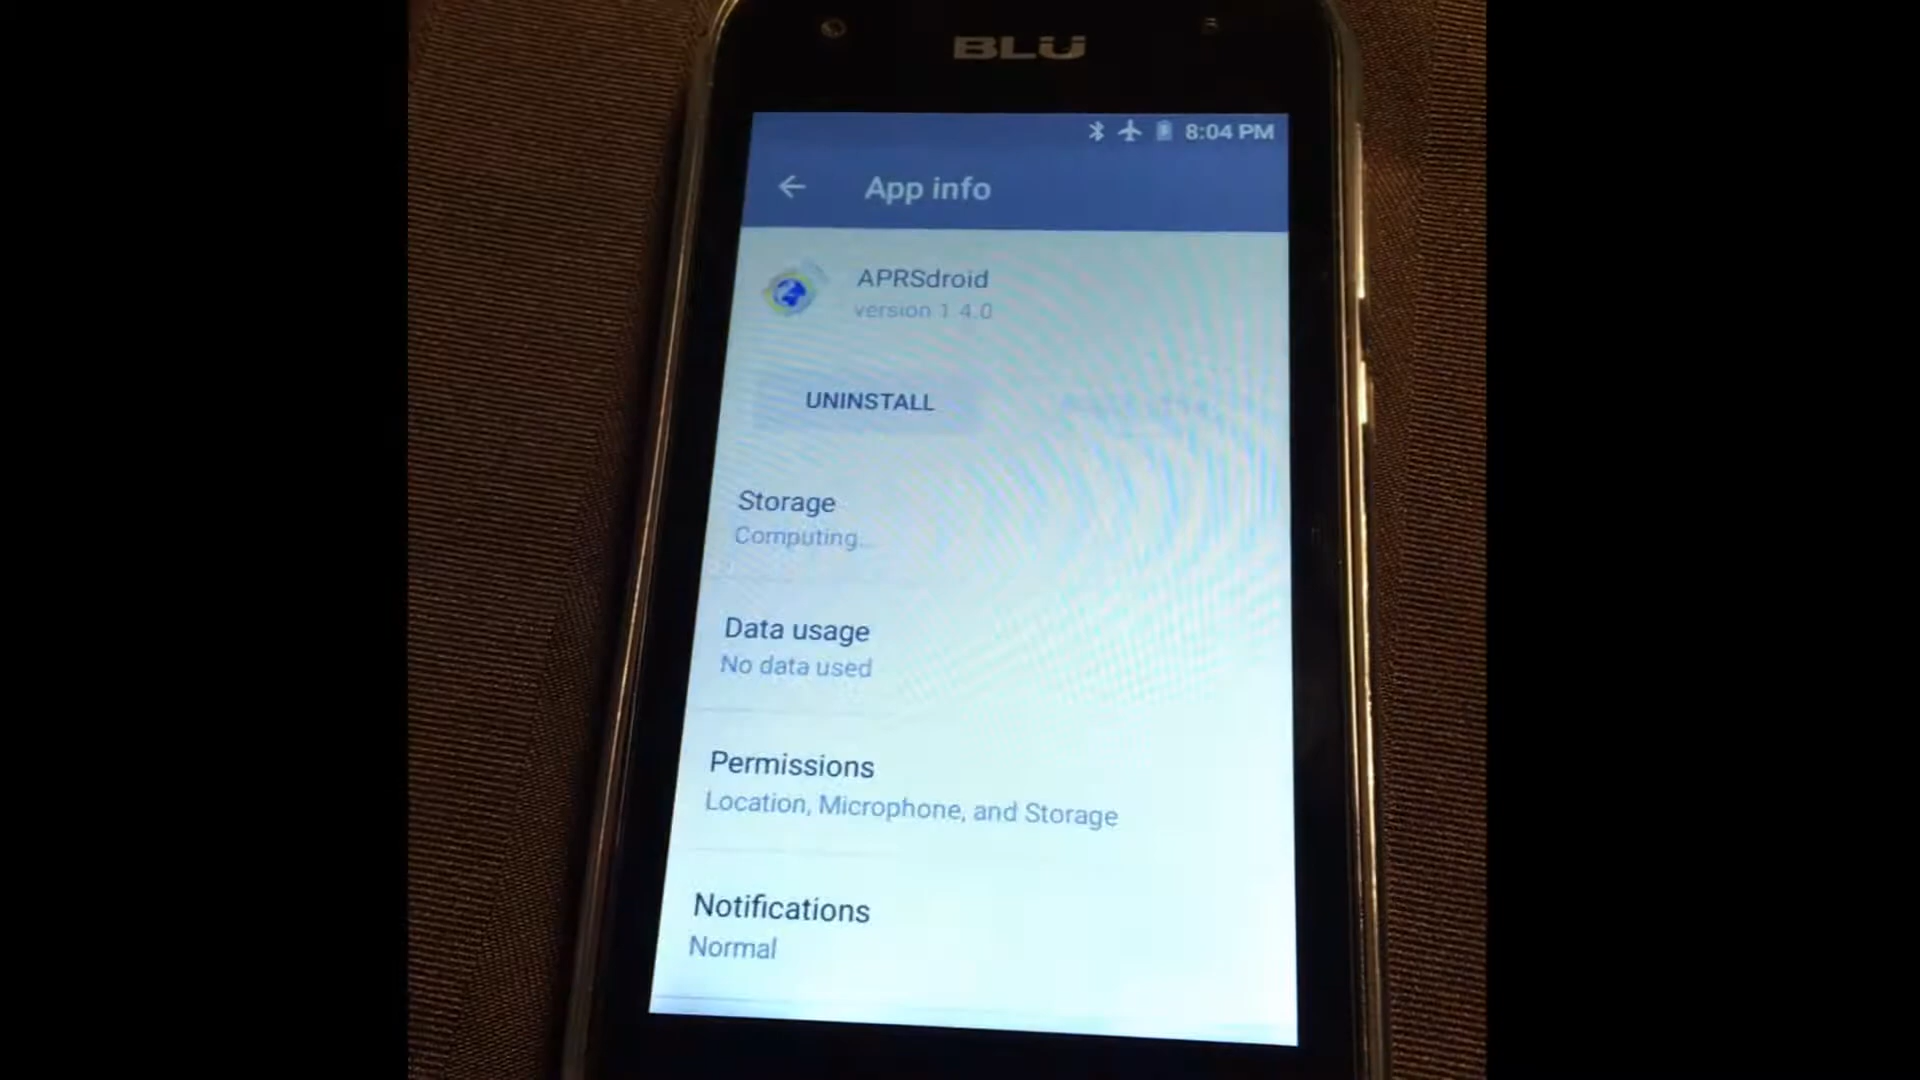 BLU
8:04 PM
App info
APRSdroid
version 1.4.0
UNINSTALL
Storage
Computing...
Data usage
No data used
Permissions
Location, Microphone, and Storage
Notifications
Normal